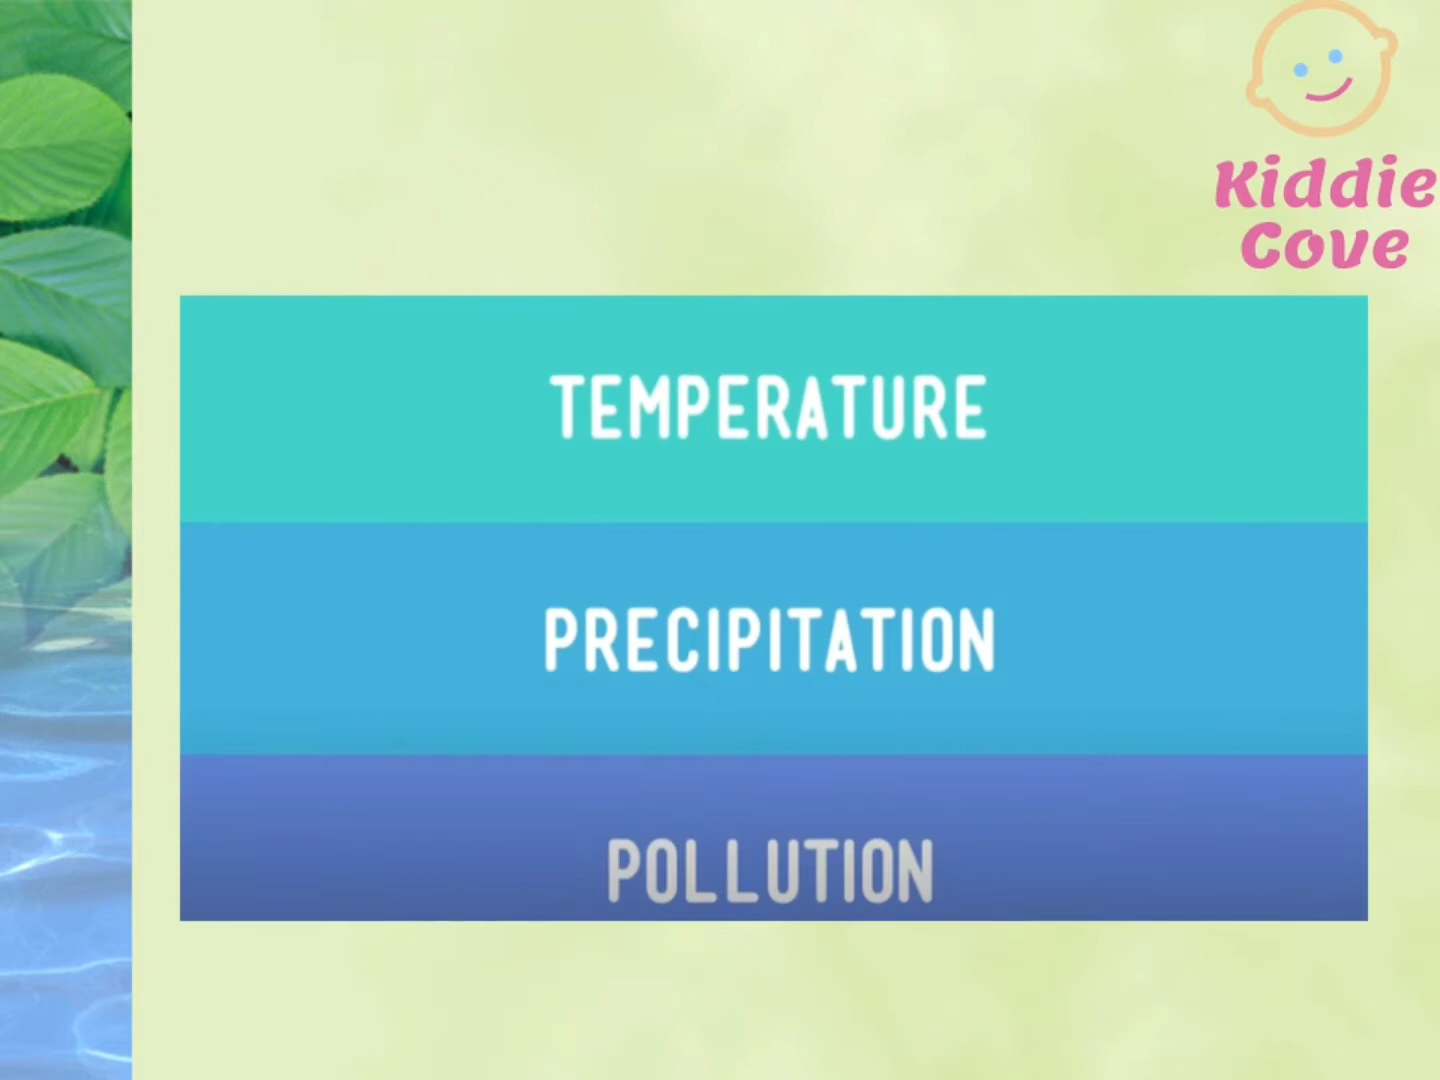 Kiddie
Cove
TEMPERATURE
PRECIPITATION
POLLUTION